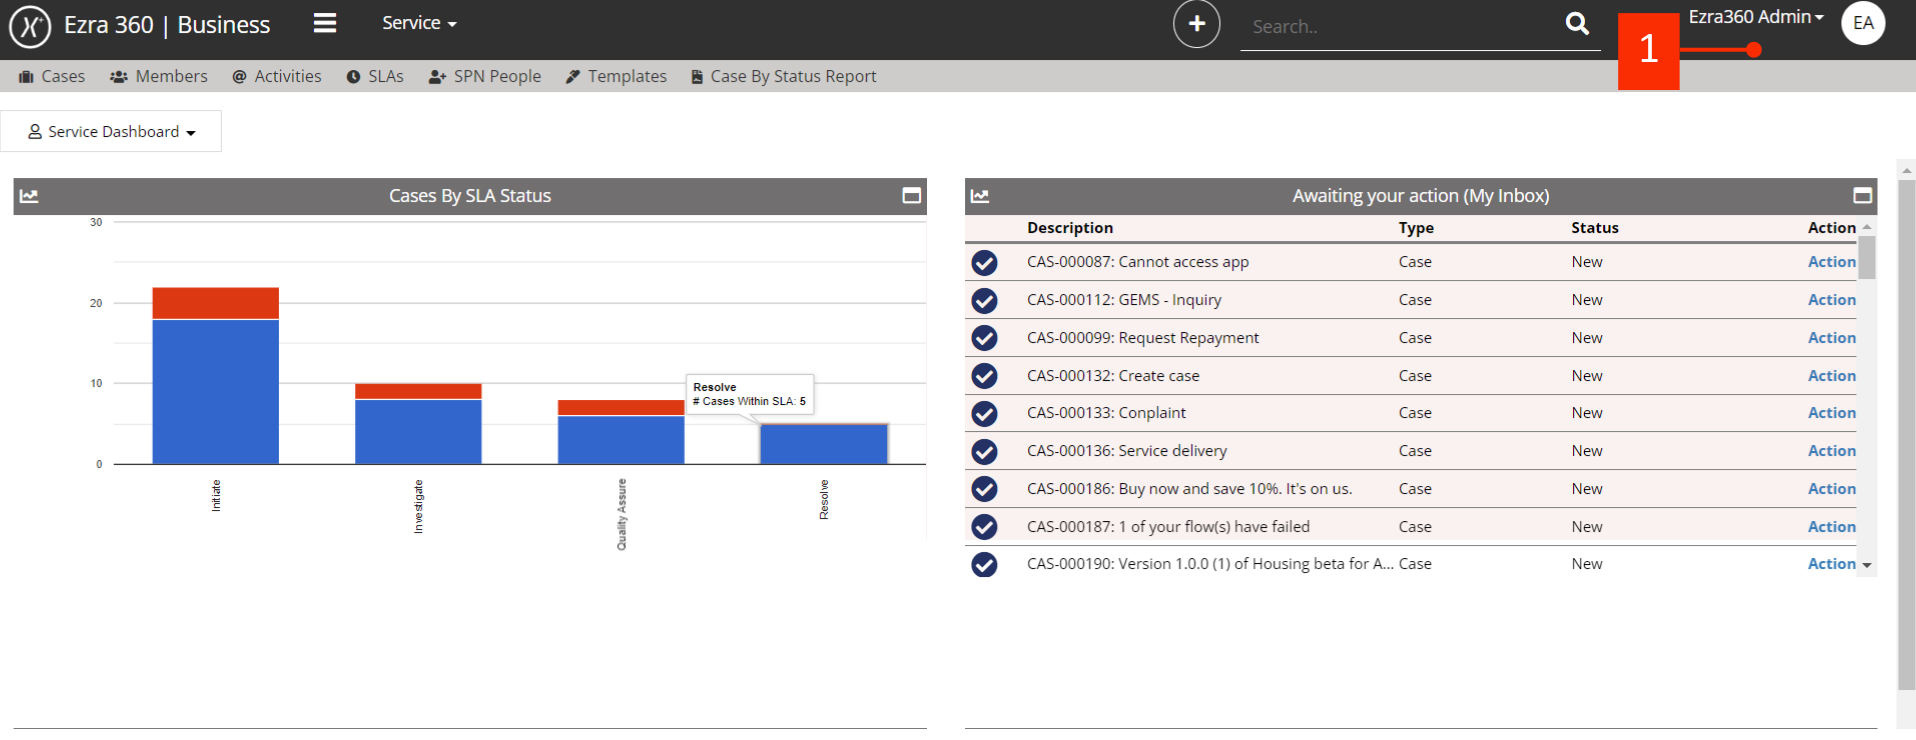 Ezra 360 | Business
Service
Search..
1
Ezra360 Admin
EA
Cases
Members
@ Activities
SLAs
SPN People
Templates
Case By Status Report
Service Dashboard
Cases By SLA Status
30
20
10
0
Resolve
# Cases Within SLA: 5
Initiate
Investigate
Quality Assure
Resolve
Awaiting your action (My Inbox)
Description Type Status Action
CAS-000087: Cannot access app Case New Action
CAS-000112: GEMS - Inquiry Case New Action
CAS-000099: Request Repayment Case New Action
CAS-000132: Create case Case New Action
CAS-000133: Conplaint Case New Action
CAS-000136: Service delivery Case New Action
CAS-000186: Buy now and save 10%. It's on us. Case New Action
CAS-000187: 1 of your flow(s) have failed Case New Action
CAS-000190: Version 1.0.0 (1) of Housing beta for A... Case New Action